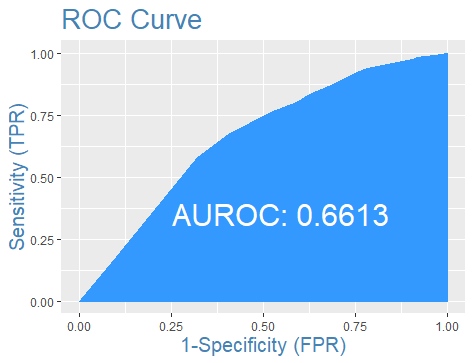 ROC Curve
1.00
0.75
0.50
0.25
0.00
Sensitivity (TPR)
AUROC: 0.6613
0.00 0.25 0.50 0.75 1.00
1-Specificity (FPR)